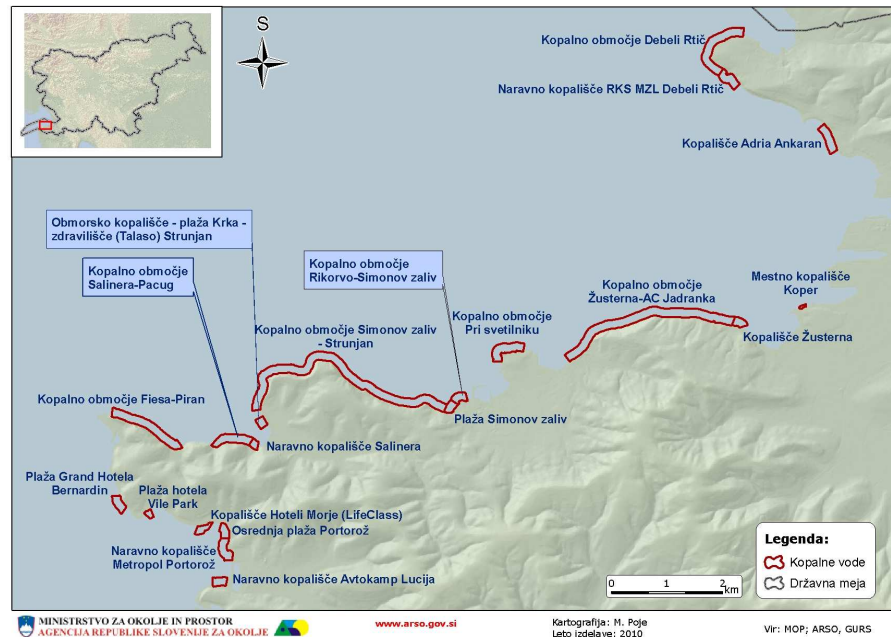 S
Kopalno območje Debeli Rtič
Naravno kopališče RKS MZL Debeli Rtič
Kopališče Adria Ankaran
Obmorsko kopališče - plaža Krka -
zdravilišče (Talaso) Strunjan
Kopalno območje
Salinera-Pacug
Kopalno območje
Rikorvo-Simonov zaliv
Kopalno območje Simonov zaliv
- Strunjan
Kopalno območje
Pri svetilniku
Kopalno območje
Žusterna-AC Jadranka
Mestno kopališče
Koper
Kopališče Žusterna
Kopalno območje Fiesa-Piran
Plaža Simonov zaliv
Naravno kopališče Salinera
Plaža Grand Hotela
Bernardin
Plaža hotela
Vile Park
Kopališče Hoteli Morje (LifeClass)
Osrednja plaža Portorož
Naravno kopališče
Metropol Portorož
Naravno kopališče Avtokamp Lucija
Legenda:
Kopalne vode
Državna meja
0 1 2
km
MINISTRSTVO ZA OKOLJE IN PROSTOR
AGENCIJA REPUBLIKE SLOVENIJE ZA OKOLJE
www.arso.gov.si
Kartografija: M. Poje
Leto izdelave: 2010
Vir: MOP; ARSO, GURS